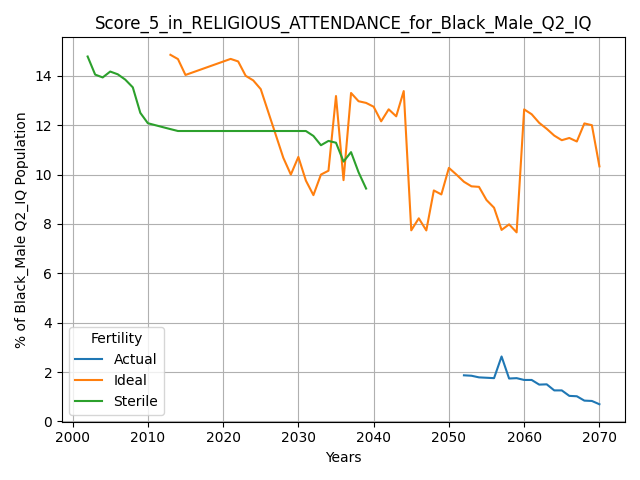 Score_5_in_RELIGIOUS_ATTENDANCE_for_Black_Male_Q2_IQ
% of Black_Male Q2_IQ Population
14
12
10
8
6
4
2
0
Fertility
Actual
Ideal
Sterile
2000 2010 2020 2030 2040 2050 2060 2070
Years